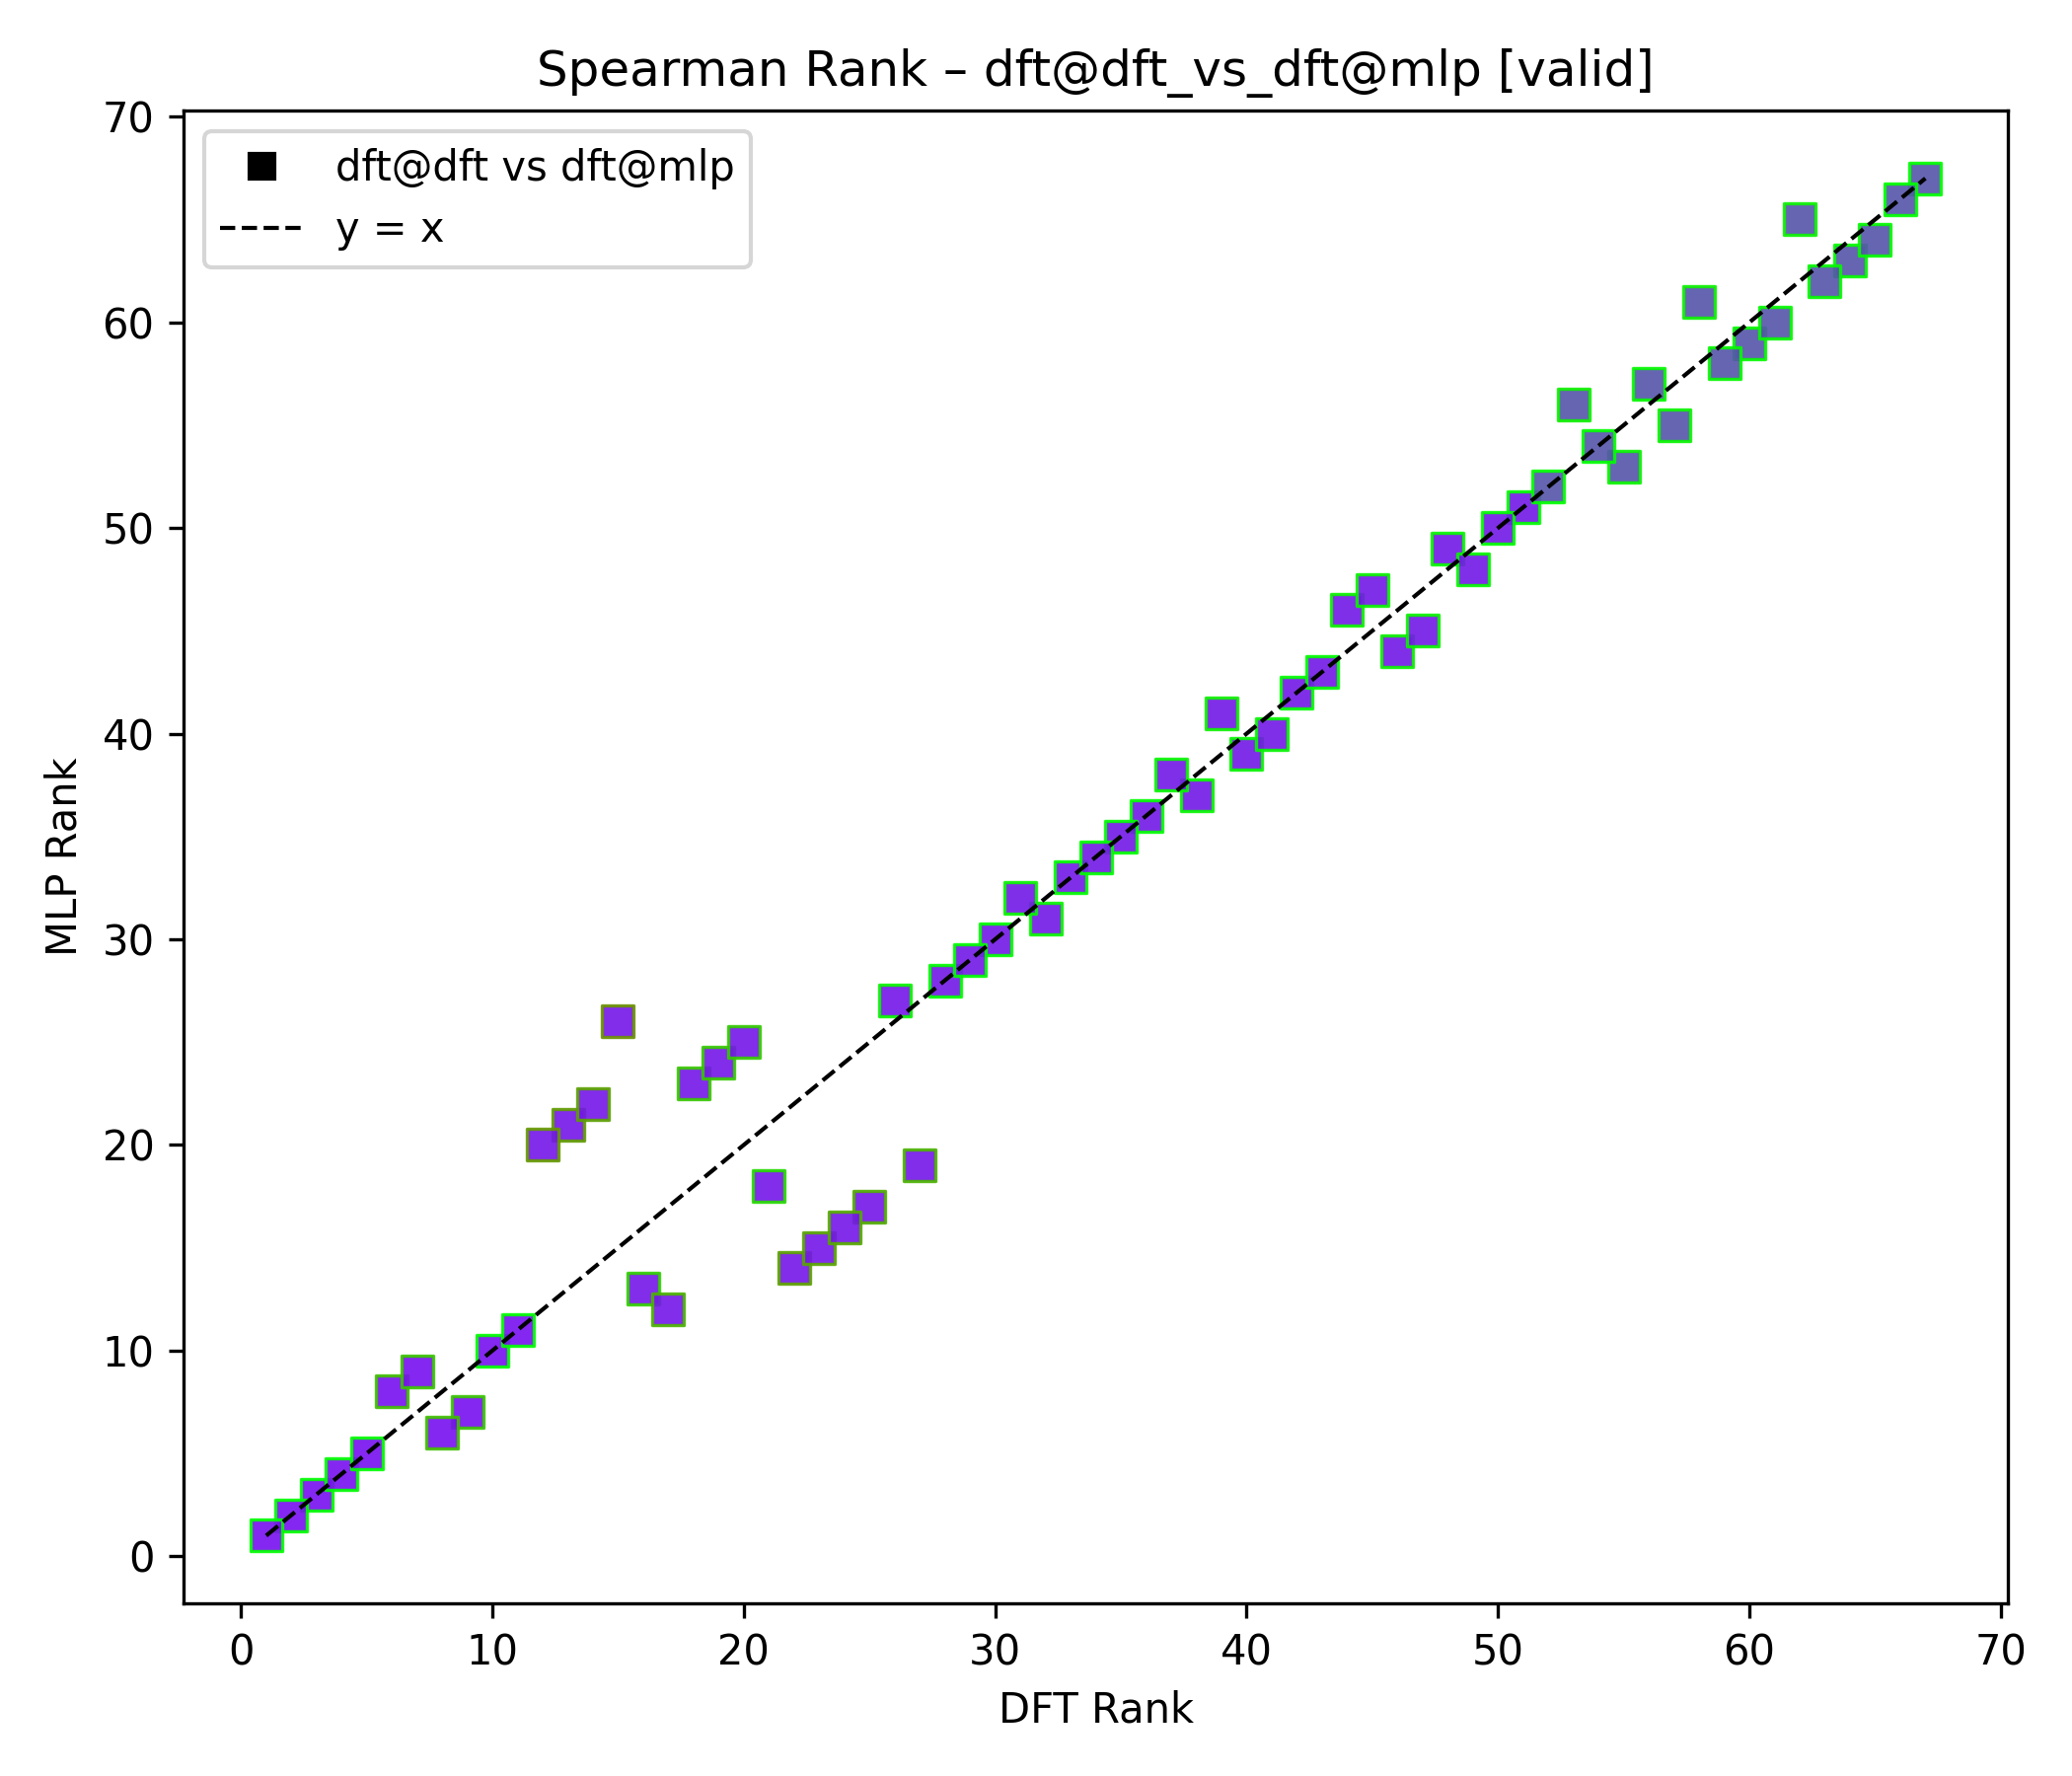 Spearman Rank – dft@dft_vs_dft@mlp [valid]
dft@dft vs dft@mlp
y = x
MLP Rank
70
60
50
40
30
20
10
0
0 10 20 30 40 50 60 70
DFT Rank